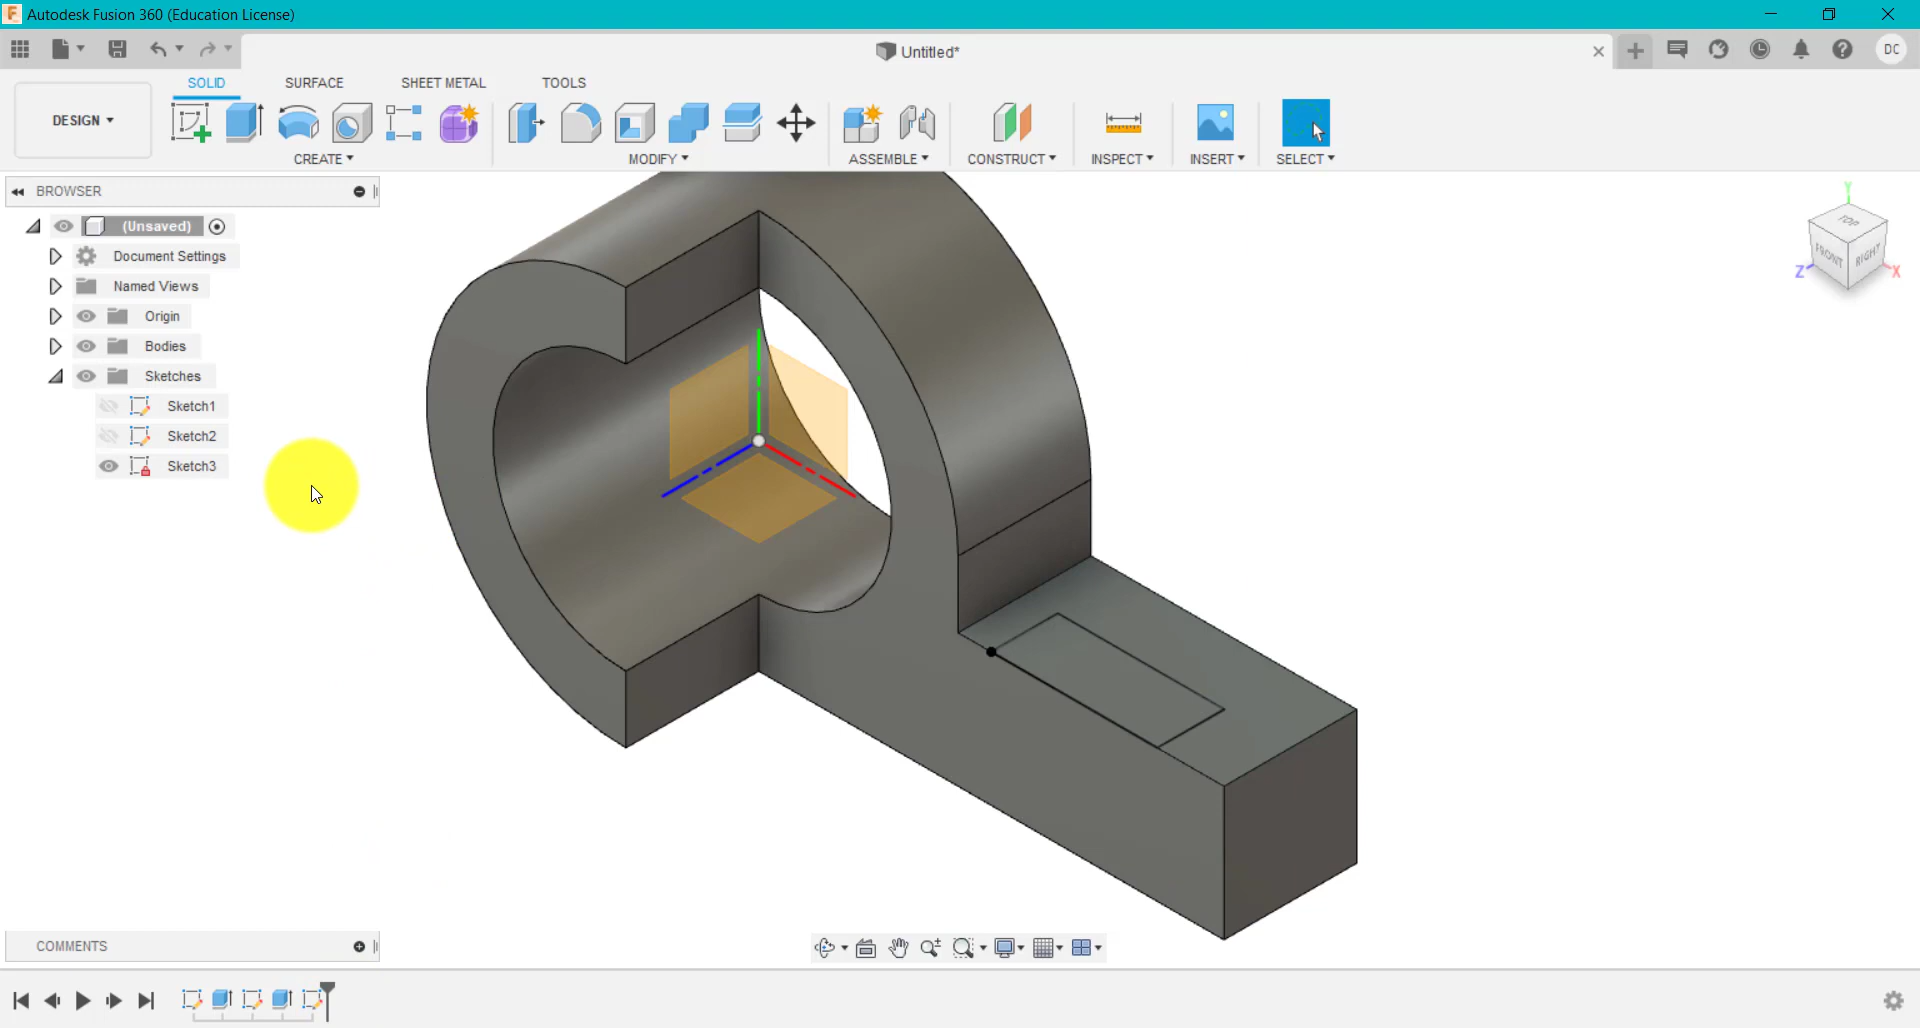 Autodesk Fusion 360 (Education License)
Untitled*
DC
SOLID SURFACE SHEET METAL TOOLS
DESIGN
CREATE MODIFY ASSEMBLE CONSTRUCT INSPECT INSERT SELECT
BROWSER
(Unsaved)
Document Settings
Named Views
Origin
Bodies
Sketches
Sketch1
Sketch2
Sketch3
Y
TOP
FRONT
RIGHT
Z
X
COMMENTS